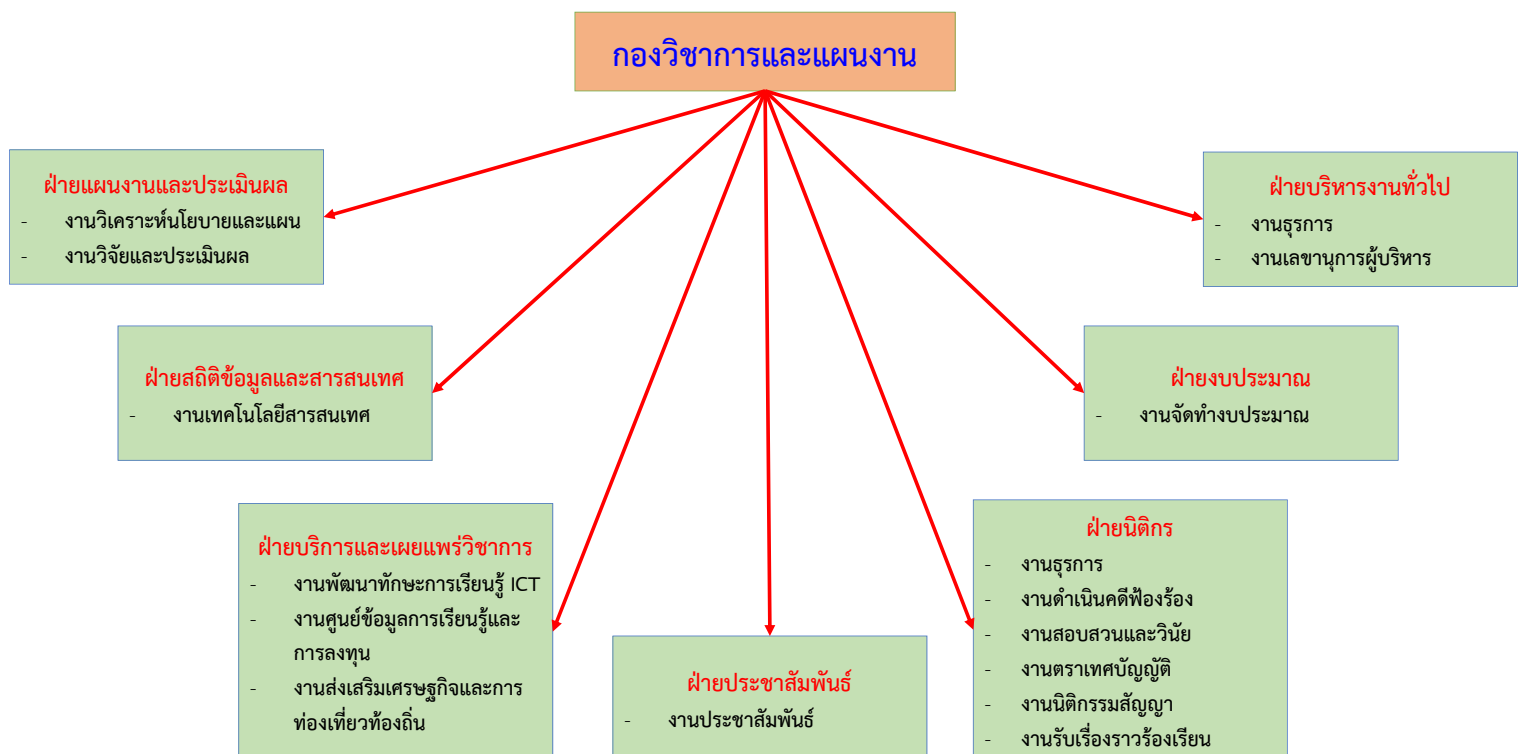 กองวิชาการและแผนงาน
ฝ่ายแผนงานและประเมินผล
- งานวิเคราะห์นโยบายและแผน
- งานวิจัยและประเมินผล
ฝ่ายบริหารงานทั่วไป
- งานธุรการ
- งานเลขานุการผู้บริหาร
ฝ่ายสถิติข้อมูลและสารสนเทศ
- งานเทคโนโลยีสารสนเทศ
ฝ่ายงบประมาณ
- งานจัดทำงบประมาณ
ฝ่ายบริการและเผยแพร่วิชาการ
- งานพัฒนาทักษะการเรียนรู้ ICT
- งานศูนย์ข้อมูลการเรียนรู้และ
การลงทุน
- งานส่งเสริมเศรษฐกิจและการ
ท่องเที่ยวท้องถิ่น
ฝ่ายประชาสัมพันธ์
- งานประชาสัมพันธ์
ฝ่ายนิติกร
- งานธุรการ
- งานดำเนินคดีฟ้องร้อง
- งานสอบสวนและวินัย
- งานตราเทศบัญญัติ
- งานนิติกรรมสัญญา
- งานรับเรื่องราวร้องเรียน